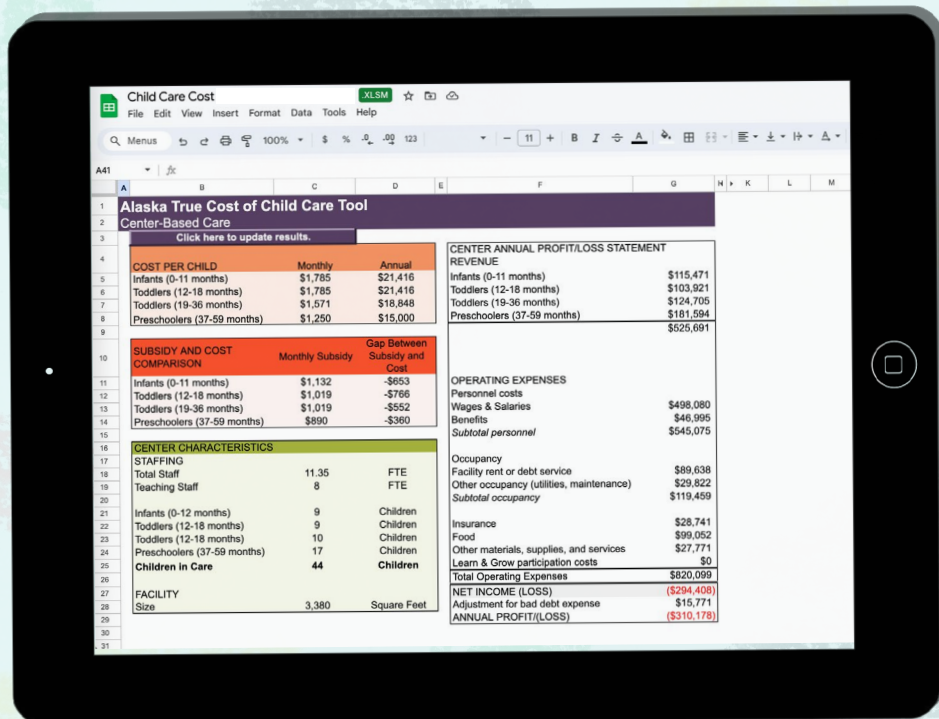 Child Care Cost .XLSM
File Edit View Insert Format Data Tools Help
Menus 100% $ % .0 .00 123 11 B I A A
A41 fx
A B C D E F G H K L M
1 Alaska True Cost of Child Care Tool
2 Center-Based Care
3 Click here to update results.
4 COST PER CHILD Monthly Annual
5 Infants (0-11 months) $1,785 $21,416
6 Toddlers (12-18 months) $1,785 $21,416
7 Toddlers (19-36 months) $1,571 $18,848
8 Preschoolers (37-59 months) $1,250 $15,000
9
10 SUBSIDY AND COST COMPARISON Monthly Subsidy Gap Between Subsidy and Cost
11 Infants (0-11 months) $1,132 -$653
12 Toddlers (12-18 months) $1,019 -$766
13 Toddlers (19-36 months) $1,019 -$552
14 Preschoolers (37-59 months) $890 -$360
15
16 CENTER CHARACTERISTICS
17 STAFFING
18 Total Staff 11.35 FTE
19 Teaching Staff 8 FTE
20
21 Infants (0-12 months) 9 Children
22 Toddlers (12-18 months) 9 Children
23 Toddlers (12-18 months) 10 Children
24 Preschoolers (37-59 months) 17 Children
25 Children in Care 44 Children
26
27 FACILITY
28 Size 3,380 Square Feet
29
30
31
CENTER ANNUAL PROFIT/LOSS STATEMENT
REVENUE
Infants (0-11 months) $115,471
Toddlers (12-18 months) $103,921
Toddlers (19-36 months) $124,705
Preschoolers (37-59 months) $181,594
$525,691
OPERATING EXPENSES
Personnel costs
Wages & Salaries $498,080
Benefits $46,995
Subtotal personnel $545,075
Occupancy
Facility rent or debt service $89,638
Other occupancy (utilities, maintenance) $29,822
Subtotal occupancy $119,459
Insurance $28,741
Food $99,052
Other materials, supplies, and services $27,771
Learn & Grow participation costs $0
Total Operating Expenses $820,099
NET INCOME (LOSS) ($294,408)
Adjustment for bad debt expense $15,771
ANNUAL PROFIT/(LOSS) ($310,178)